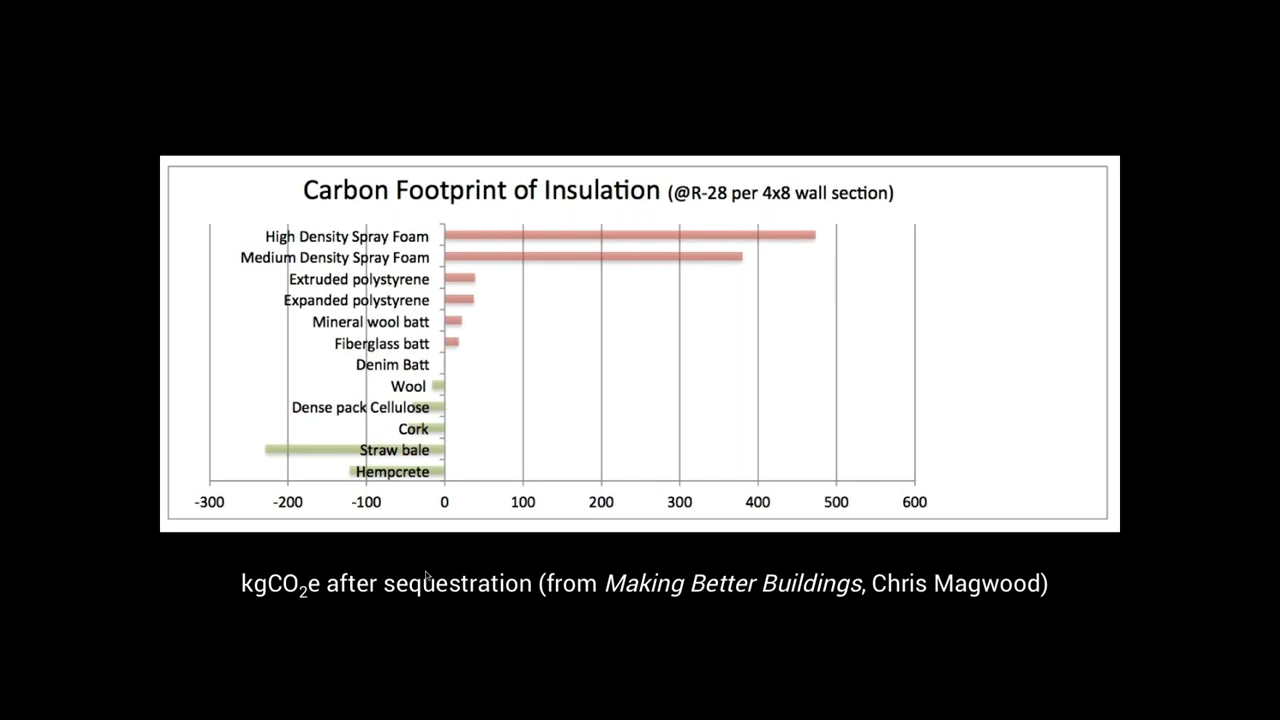 Carbon Footprint of Insulation (@R-28 per 4x8 wall section)
High Density Spray Foam
Medium Density Spray Foam
Extruded polystyrene
Expanded polystyrene
Mineral wool batt
Fiberglass batt
Denim Batt
Wool
Dense pack Cellulose
Cork
Straw bale
Hempcrete
-300 -200 -100 0 100 200 300 400 500 600
kgCO₂e after sequestration (from Making Better Buildings, Chris Magwood)